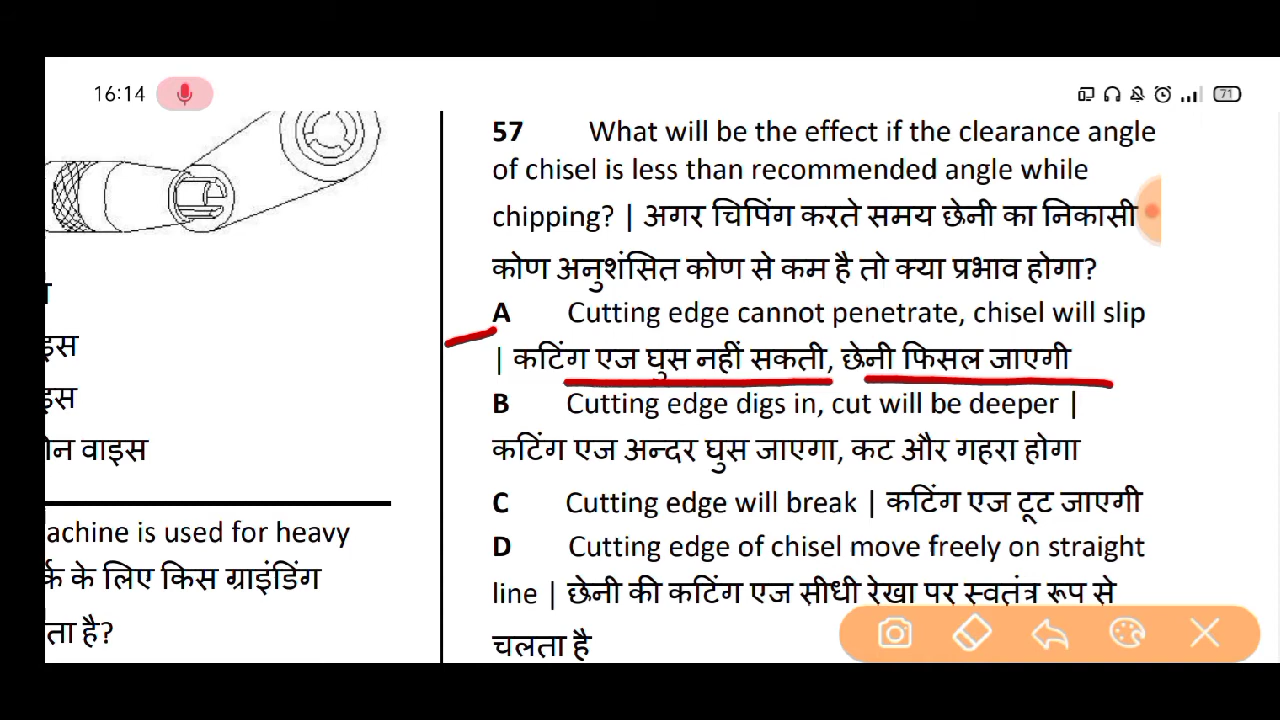 16:14
71
इस
इस
ोन वाइस
achine is used for heavy
र्क के लिए किस ग्राइंडिंग
ता है?
57 What will be the effect if the clearance angle
of chisel is less than recommended angle while
chipping? | अगर चिपिंग करते समय छेनी का निकासी
कोण अनुशंसित कोण से कम है तो क्या प्रभाव होगा?
A Cutting edge cannot penetrate, chisel will slip
| कटिंग एज घुस नहीं सकती, छेनी फिसल जाएगी
B Cutting edge digs in, cut will be deeper |
कटिंग एज अन्दर घुस जाएगा, कट और गहरा होगा
C Cutting edge will break | कटिंग एज टूट जाएगी
D Cutting edge of chisel move freely on straight
line | छेनी की कटिंग एज सीधी रेखा पर स्वतंत्र रूप से
चलता है